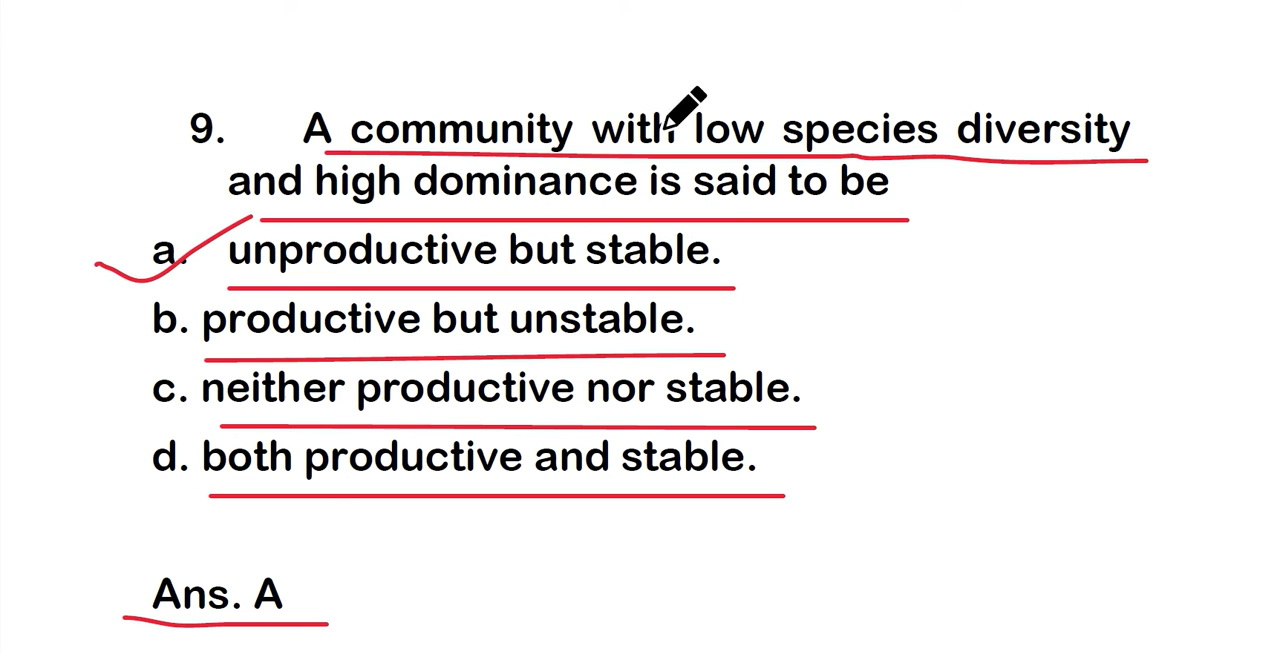 9. A community with low species diversity
and high dominance is said to be
a. unproductive but stable.
b. productive but unstable.
c. neither productive nor stable.
d. both productive and stable.
Ans. A